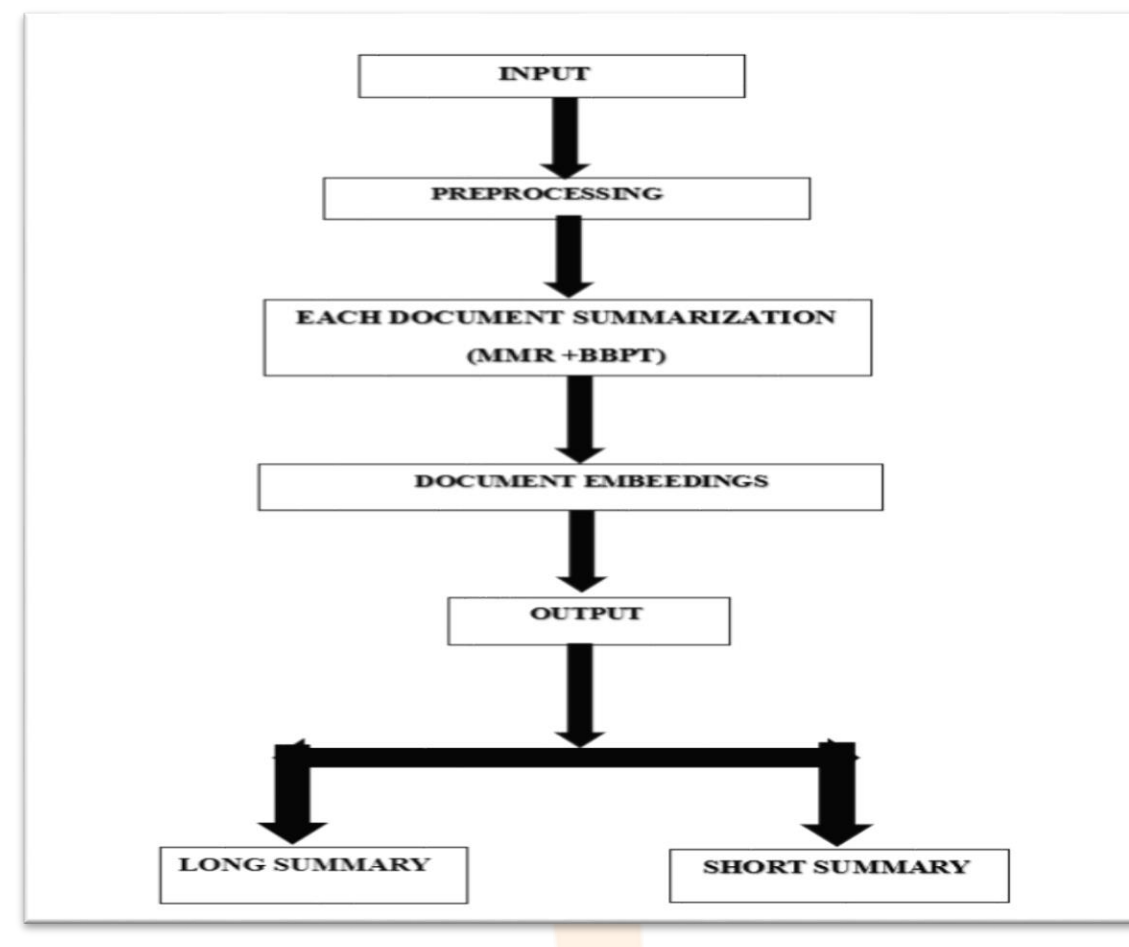 INPUT
PREPROCESSING
EACH DOCUMENT SUMMARIZATION
(MMR +BBPT)
DOCUMENT EMBEEDINGS
OUTPUT
LONG SUMMARY
SHORT SUMMARY